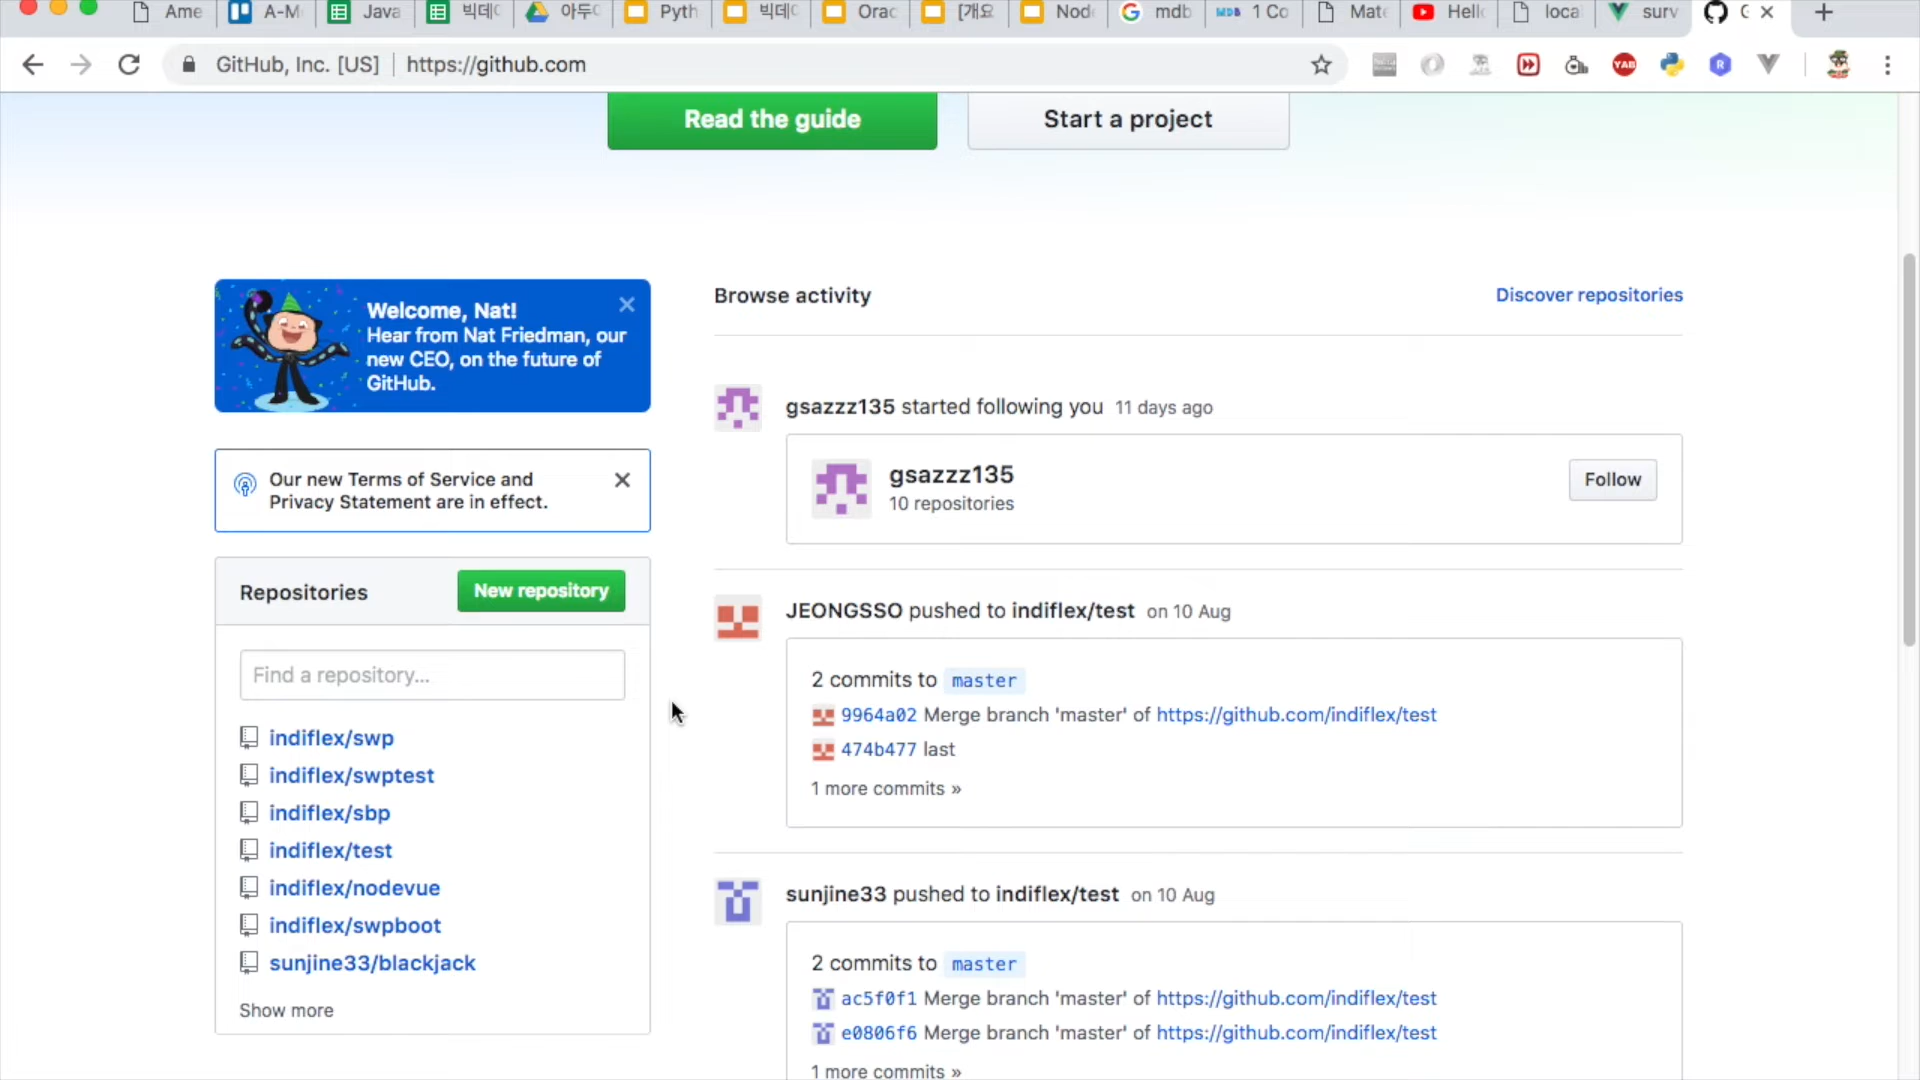 Ame
A-M
Java
빅데
아두
Pyth
빅데
Orac
[개요
Node
mdb
MDB 1 Co
Mate
Hell
loca
surv
GitHub, Inc. [US] https://github.com
YAB
R
Read the guide
Start a project
Welcome, Nat!
Hear from Nat Friedman, our
new CEO, on the future of
GitHub.
Our new Terms of Service and
Privacy Statement are in effect.
Repositories
New repository
Find a repository...
indiflex/swp
indiflex/swptest
indiflex/sbp
indiflex/test
indiflex/nodevue
indiflex/swpboot
sunjine33/blackjack
Show more
Browse activity
Discover repositories
gsazzz135 started following you 11 days ago
gsazzz135
10 repositories
Follow
JEONGSSO pushed to indiflex/test on 10 Aug
2 commits to master
9964a02 Merge branch 'master' of https://github.com/indiflex/test
474b477 last
1 more commits »
sunjine33 pushed to indiflex/test on 10 Aug
2 commits to master
ac5f0f1 Merge branch 'master' of https://github.com/indiflex/test
e0806f6 Merge branch 'master' of https://github.com/indiflex/test
1 more commits »